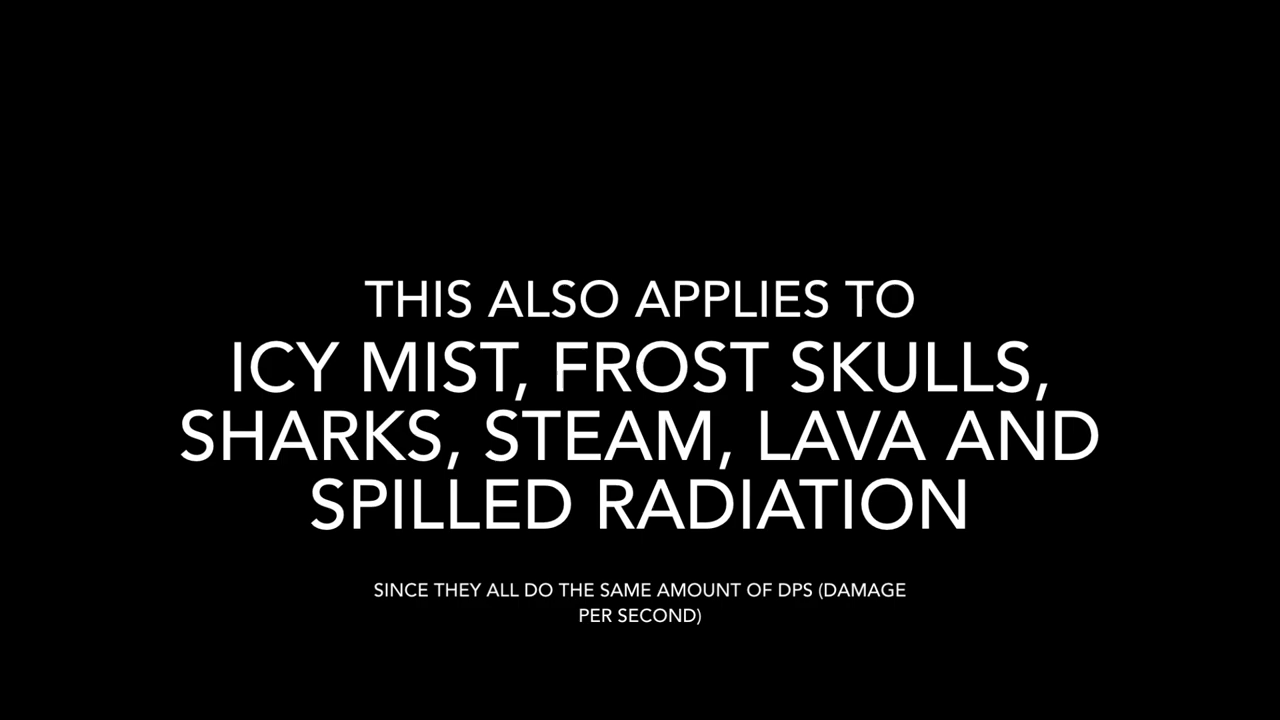 THIS ALSO APPLIES TO
ICY MIST, FROST SKULLS,
SHARKS, STEAM, LAVA AND
SPILLED RADIATION
SINCE THEY ALL DO THE SAME AMOUNT OF DPS (DAMAGE
PER SECOND)